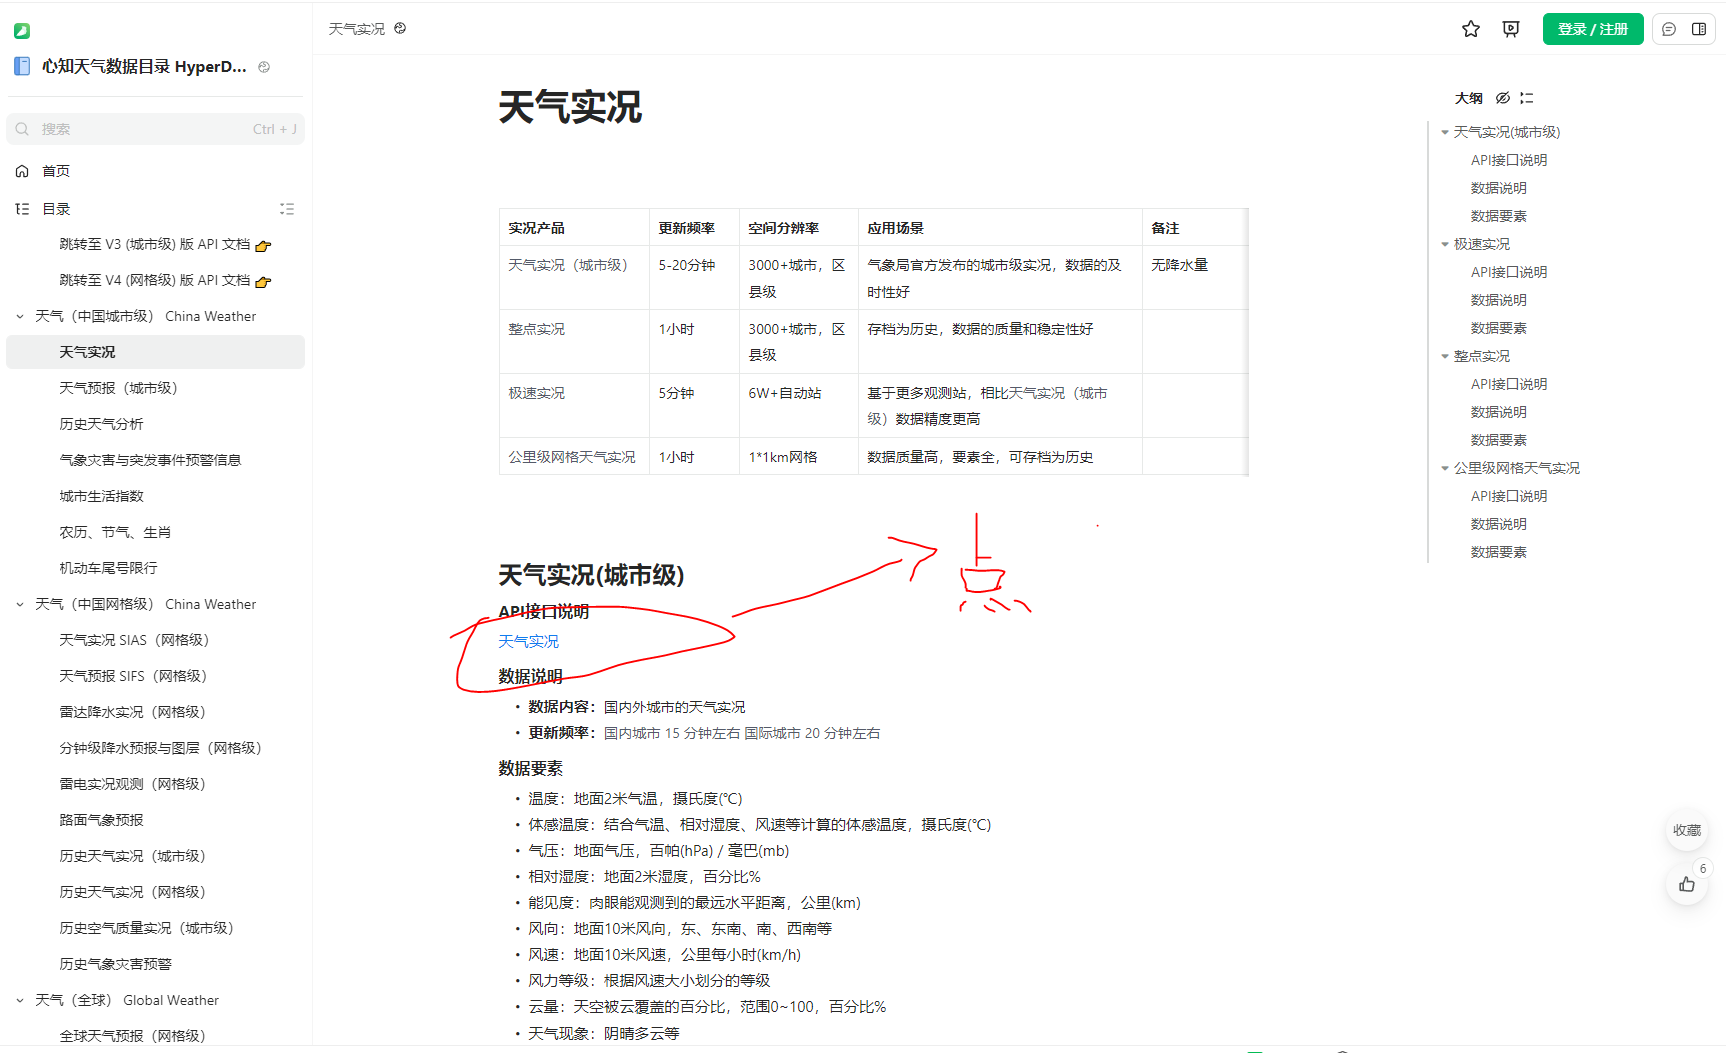 天气实况
登录 / 注册
心知天气数据目录 HyperD...
搜索
Ctrl + J
首页
目录
跳转至 V3 (城市级) 版 API 文档 👉
跳转至 V4 (网格级) 版 API 文档 👉
天气（中国城市级） China Weather
天气实况
天气预报（城市级）
历史天气分析
气象灾害与突发事件预警信息
城市生活指数
农历、节气、生肖
机动车尾号限行
天气（中国网格级） China Weather
天气实况 SIAS（网格级）
天气预报 SIFS（网格级）
雷达降水实况（网格级）
分钟级降水预报与图层（网格级）
雷电实况观测（网格级）
路面气象预报
历史天气实况（城市级）
历史天气实况（网格级）
历史空气质量实况（城市级）
历史气象灾害预警
天气（全球） Global Weather
全球天气预报（网格级）
天气实况
实况产品 更新频率 空间分辨率 应用场景 备注
天气实况（城市级） 5-20分钟 3000+城市，区 气象局官方发布的城市级实况，数据的及 无降水量
县级 时性好
整点实况 1小时 3000+城市，区 存档为历史，数据的质量和稳定性好
县级
极速实况 5分钟 6W+自动站 基于更多观测站，相比天气实况（城市
级）数据精度更高
公里级网格天气实况 1小时 1*1km网格 数据质量高，要素全，可存档为历史
点
天气实况(城市级)
API接口说明
天气实况
数据说明
• 数据内容：国内外城市的天气实况
• 更新频率：国内城市 15 分钟左右 国际城市 20 分钟左右
数据要素
• 温度：地面2米气温，摄氏度(℃)
• 体感温度：结合气温、相对湿度、风速等计算的体感温度，摄氏度(℃)
• 气压：地面气压，百帕(hPa) / 毫巴(mb)
• 相对湿度：地面2米湿度，百分比%
• 能见度：肉眼能观测到的最远水平距离，公里(km)
• 风向：地面10米风向，东、东南、南、西南等
• 风速：地面10米风速，公里每小时(km/h)
• 风力等级：根据风速大小划分的等级
• 云量：天空被云覆盖的百分比，范围0~100，百分比%
• 天气现象：阴晴多云等
大纲
天气实况(城市级)
API接口说明
数据说明
数据要素
极速实况
API接口说明
数据说明
数据要素
整点实况
API接口说明
数据说明
数据要素
公里级网格天气实况
API接口说明
数据说明
数据要素
收藏
6